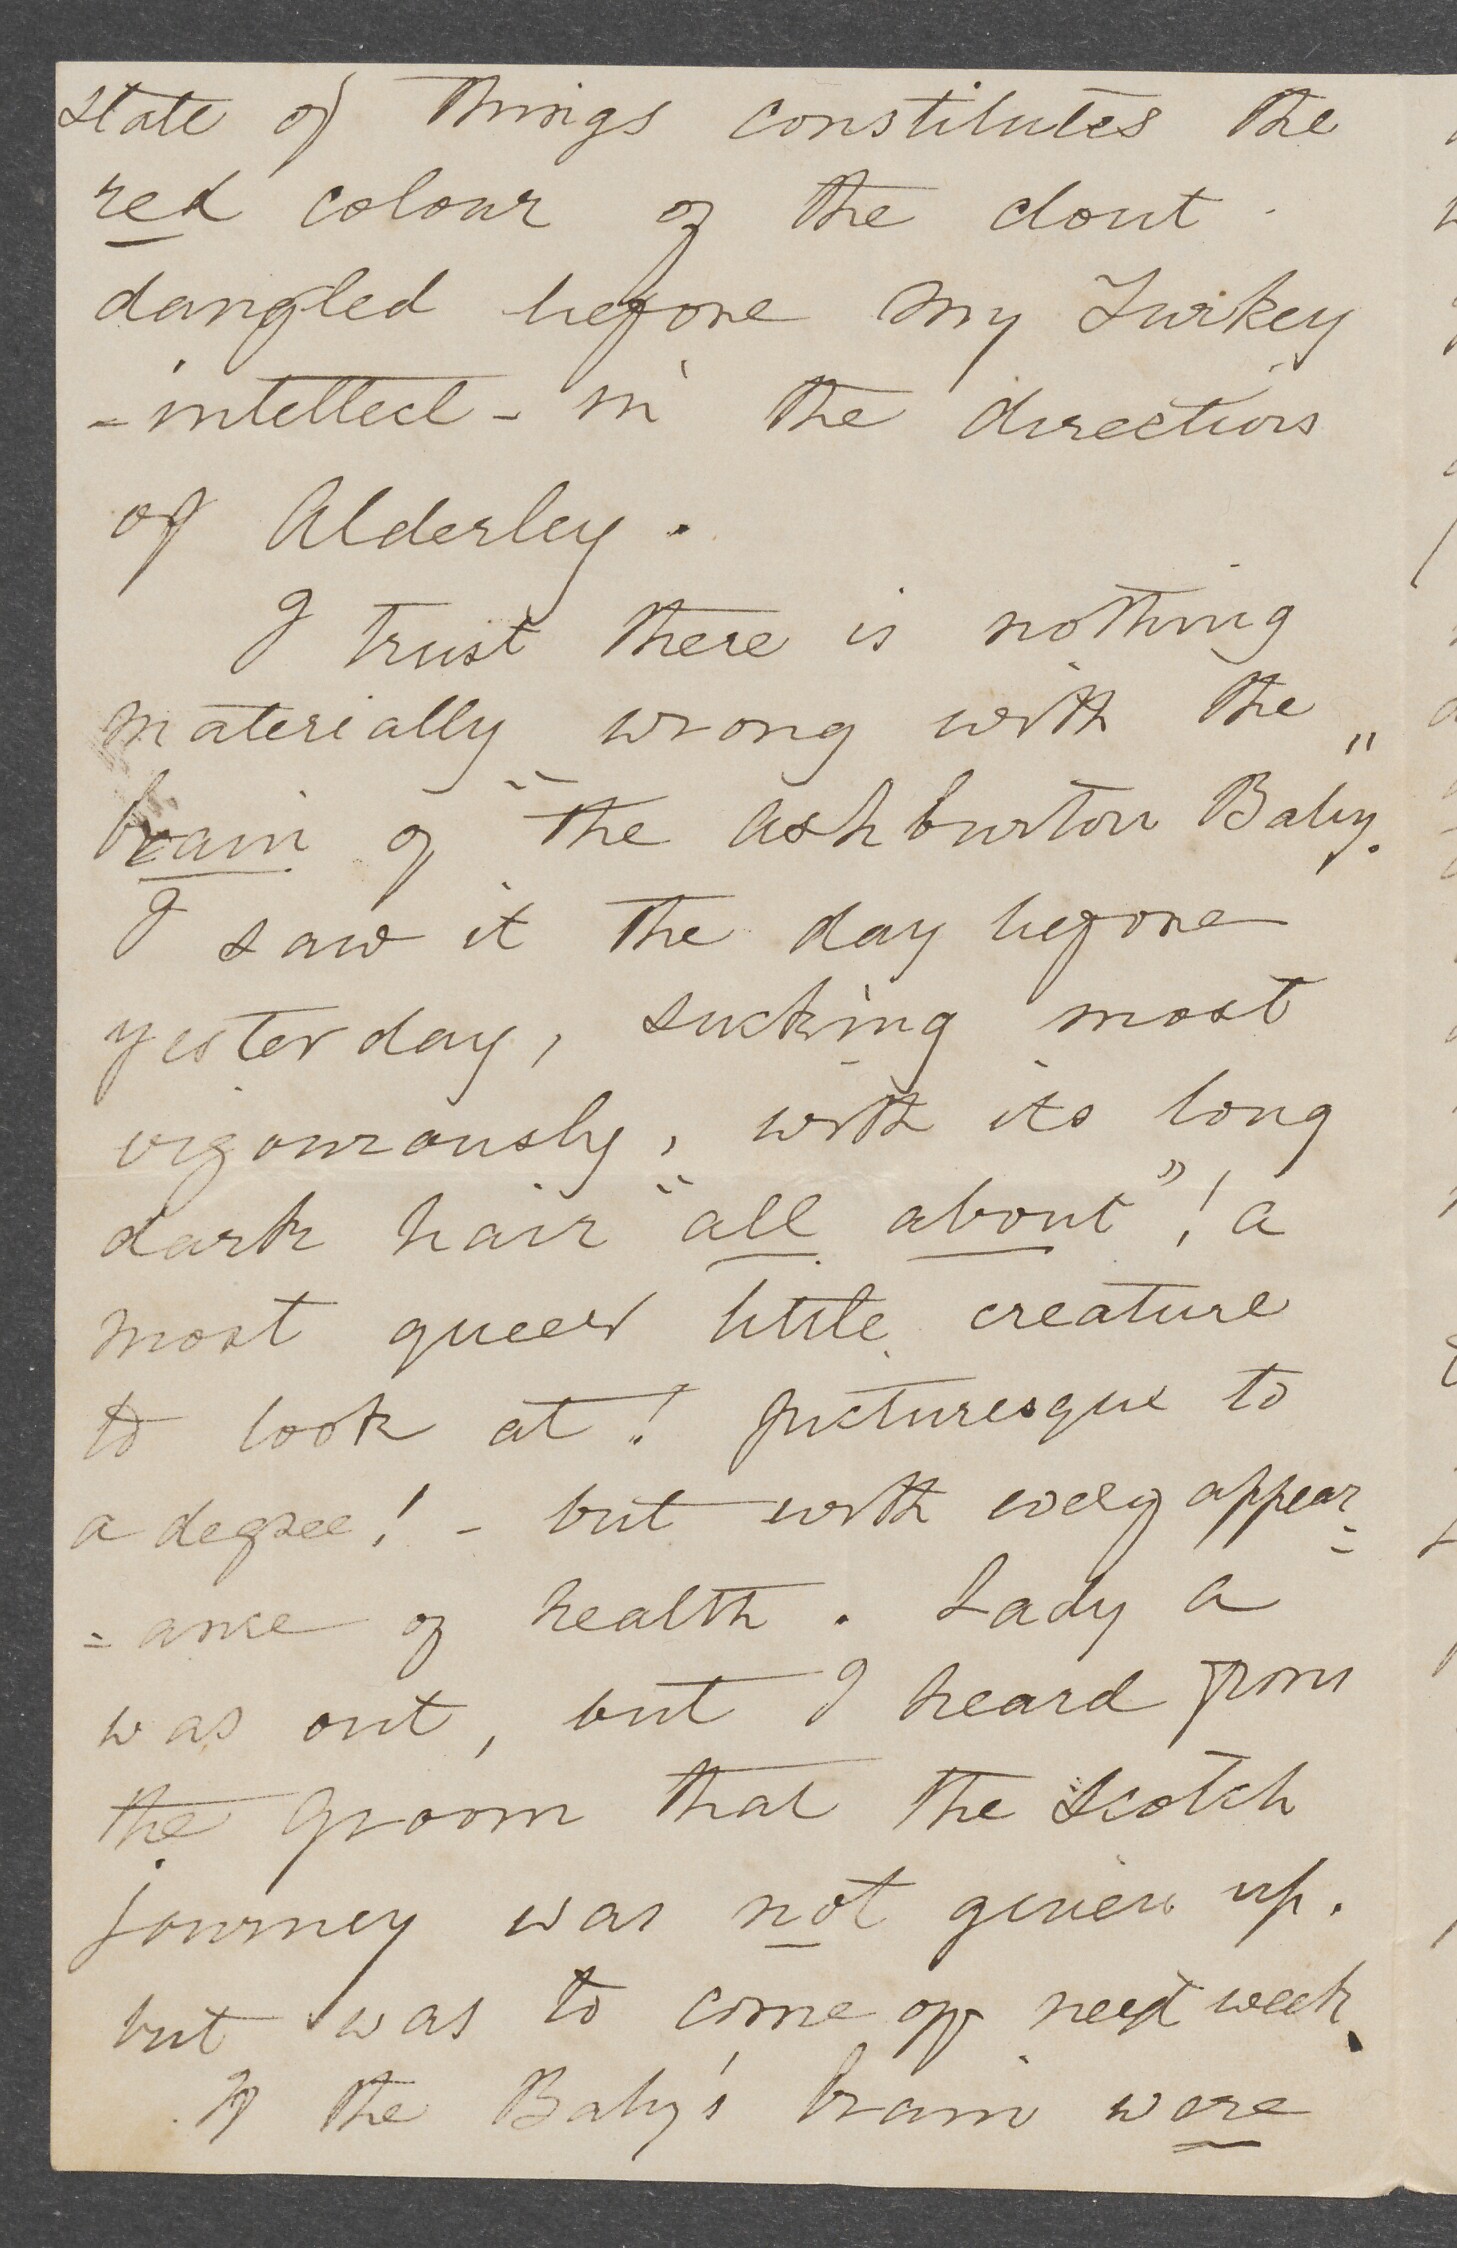 state of things constitutes the
red colour of the clout
dangled before my Turkey
-intellect - in the direction
of Alderley.
I trust there is nothing
materially wrong with the "
brain of "the Ashburton Baby.
I saw it the day before
yesterday, sucking most
vigourously, with its long
dark hair "all about"! a
most queer little creature
to look at! picturesque to
a degree! - but with every appear=
=ance of health. Lady A
was out, but I heard from
the Groom that the Scotch
journey was not given up.
but was to come off next week.
If the Baby's brain were